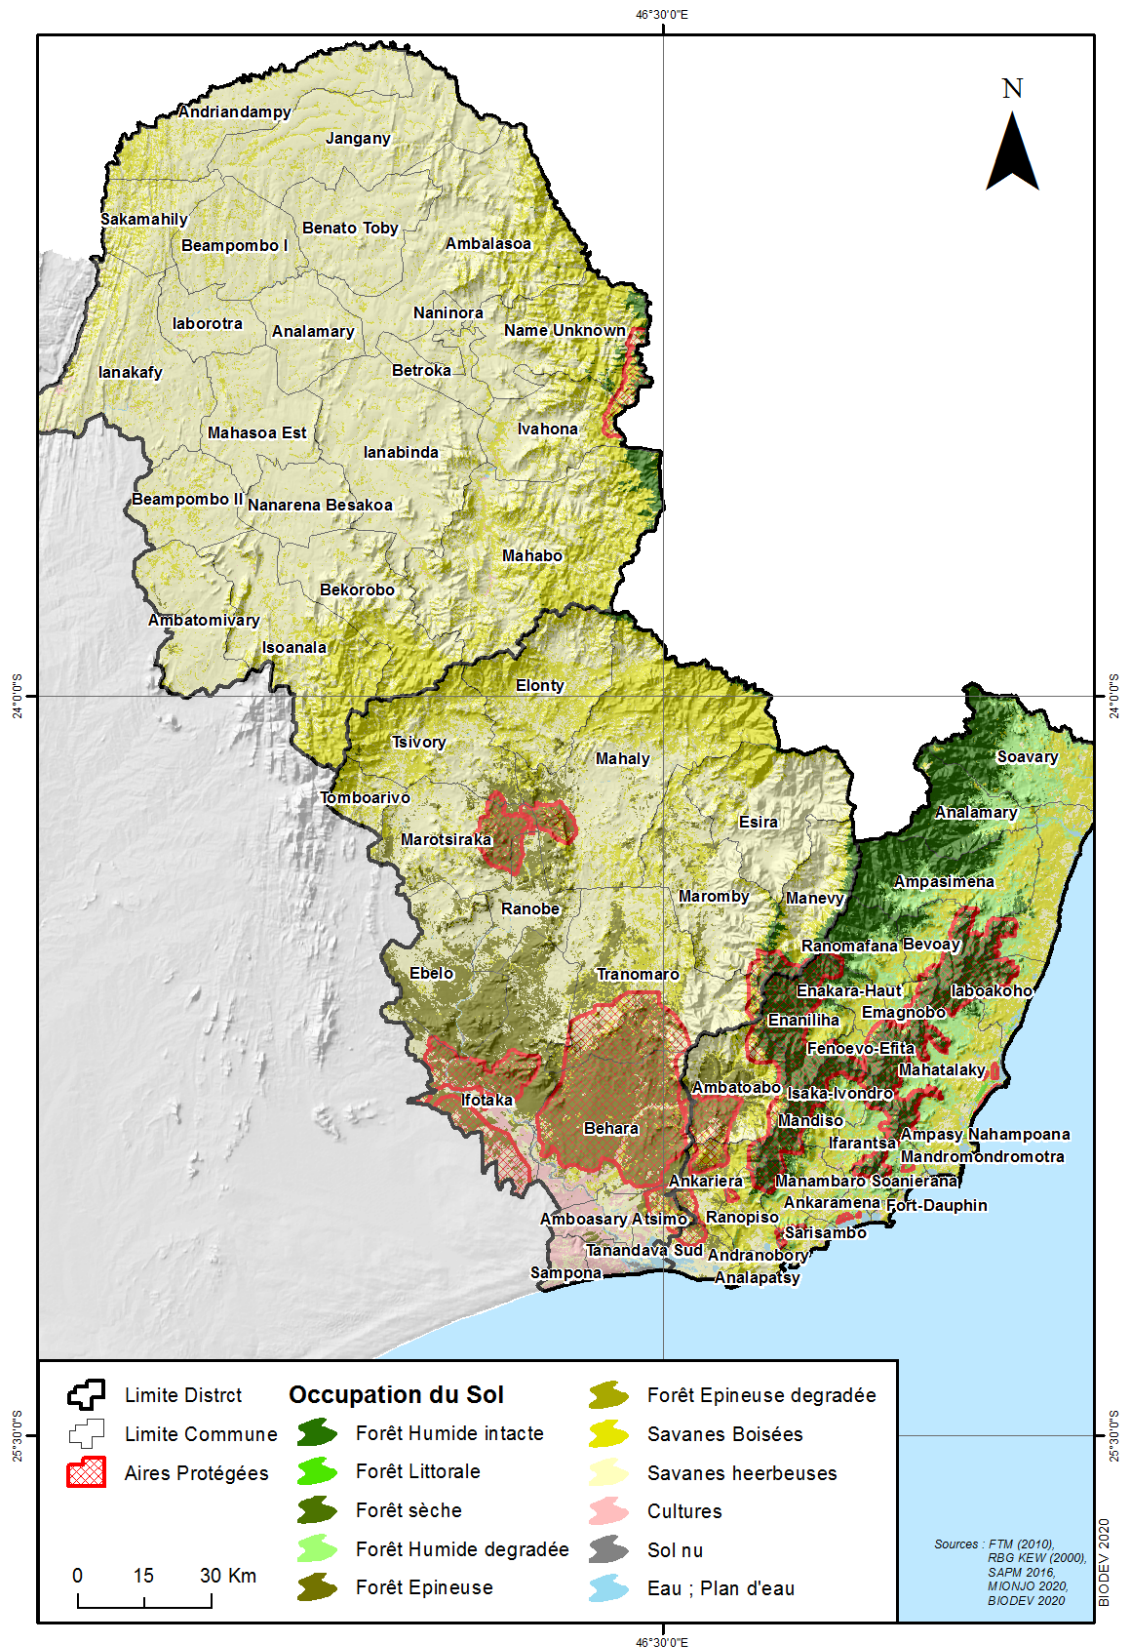 46°30'0"E
N
Andriandampy
Jangany
Sakamahily
Benato Toby
Beampombo I
Ambalasoa
Naninora
Iaborotra
Analamary
Name Unknown
Ianakafy
Betroka
Mahasoa Est
Ivahona
Ianabinda
Beampombo II
Nanarena Besakoa
Mahabo
Bekorobo
Ambatomivary
Isoanala
Elonty
24°0'0"S
24°0'0"S
Tsivory
Mahaly
Soavary
Tomboarivo
Analamary
Esira
Marotsiraka
Ampasimena
Maromby
Manevy
Ranobe
Ranomafana
Bevoay
Ebelo
Tranomaro
Enakara-Haut
Iaboakoho
Emagnobo
Enaniliha
Fenoevo-Efita
Mahatalaky
Ambatoabo
Isaka-Ivondro
Ifotaka
Mandiso
Behara
Ampasy Nahampoana
Ifarantsa
Mandromondromotra
Ankariera
Manambaro
Soanierana
Ankaramena
Fort-Dauphin
Amboasary Atsimo
Ranopiso
Sarisambo
Tanandava Sud
Andranobory
Sampona
Analapatsy
Limite Distrct
Limite Commune
Aires Protégées
0 15 30 Km
Occupation du Sol
Forêt Humide intacte
Forêt Littorale
Forêt sèche
Forêt Humide degradée
Forêt Epineuse
Forêt Epineuse degradée
Savanes Boisées
Savanes heerbeuses
Cultures
Sol nu
Eau ; Plan d'eau
25°30'0"S
25°30'0"S
Sources : FTM (2010),
RBG KEW (2000),
SAPM 2016,
MIONJO 2020,
BIODEV 2020
BIODEV 2020
46°30'0"E